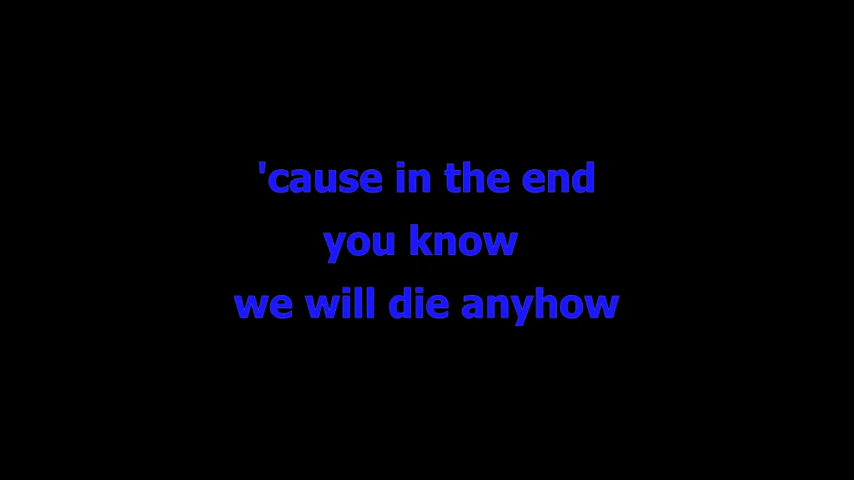 'cause in the end
you know
we will die anyhow